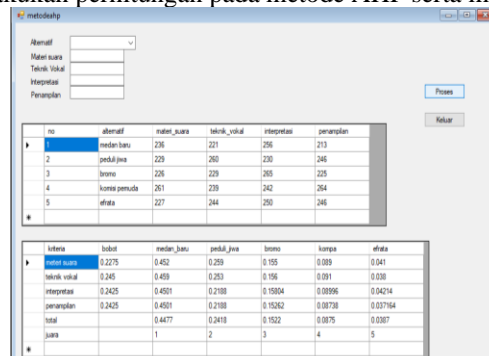 metodeahp
Alternatif
Materi suara
Teknik Vokal
Interpretasi
Penampilan
Proses
Keluar
no alternatif materi_suara teknik_vokal interpretasi penampilan
1 medan baru 236 221 256 213
2 peduli jiwa 229 260 230 246
3 bromo 226 229 265 225
4 komisi pemuda 261 239 242 264
5 efrata 227 244 250 246
kriteria bobot medan_baru peduli_jiwa bromo kompa efrata
materi suara 0.2275 0.452 0.259 0.155 0.089 0.041
teknik vokal 0.245 0.459 0.253 0.156 0.091 0.038
interpretasi 0.2425 0.4501 0.2188 0.15804 0.08996 0.04214
penampilan 0.2425 0.4501 0.2188 0.15262 0.08738 0.037164
total 0.4477 0.2418 0.1522 0.0875 0.0387
juara 1 2 3 4 5